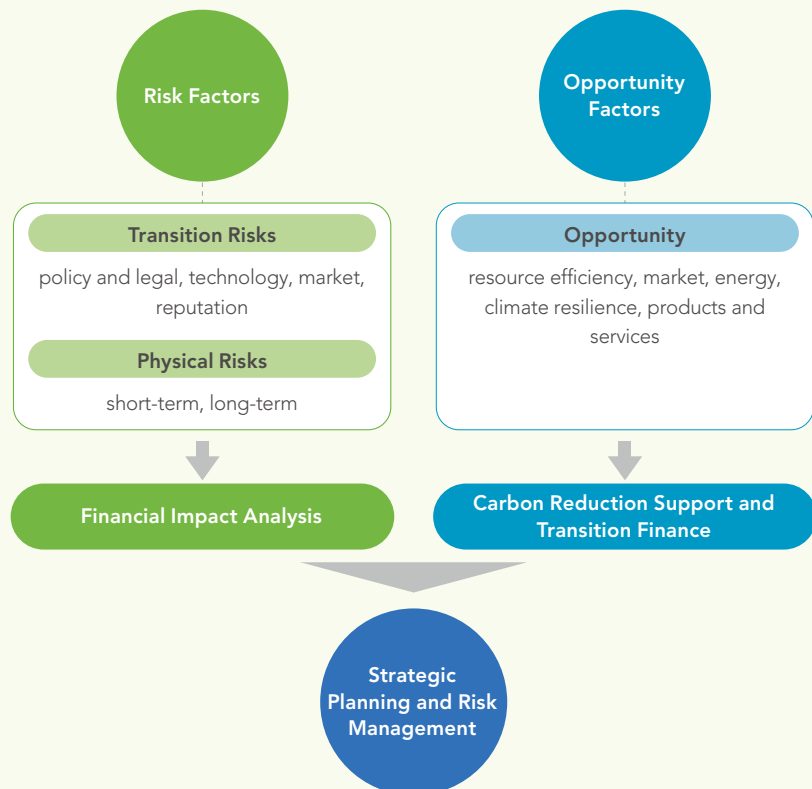 Risk Factors
Opportunity
Factors
Transition Risks
policy and legal, technology, market,
reputation
Physical Risks
short-term, long-term
Opportunity
resource efficiency, market, energy,
climate resilience, products and
services
Financial Impact Analysis
Carbon Reduction Support and
Transition Finance
Strategic
Planning and Risk
Management